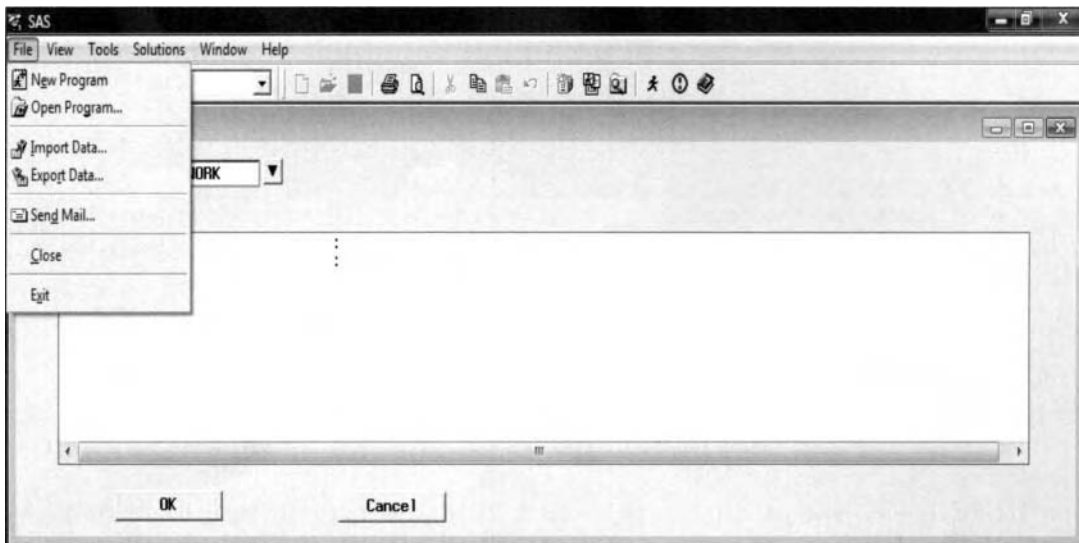 SAS
File View Tools Solutions Window Help
New Program
Open Program...
Import Data...
Export Data...
Send Mail...
Close
Exit
OK
Cancel